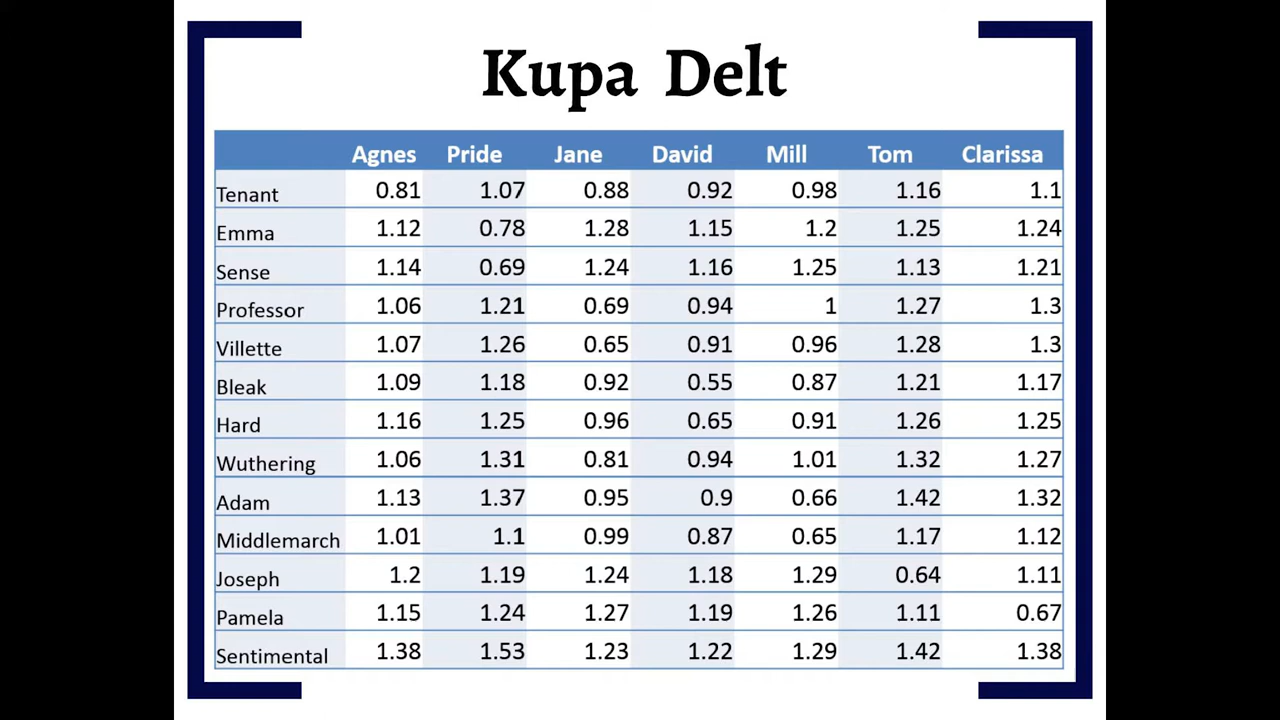 Kupa Delt
Agnes Pride Jane David Mill Tom Clarissa
Tenant 0.81 1.07 0.88 0.92 0.98 1.16 1.1
Emma 1.12 0.78 1.28 1.15 1.2 1.25 1.24
Sense 1.14 0.69 1.24 1.16 1.25 1.13 1.21
Professor 1.06 1.21 0.69 0.94 1 1.27 1.3
Villette 1.07 1.26 0.65 0.91 0.96 1.28 1.3
Bleak 1.09 1.18 0.92 0.55 0.87 1.21 1.17
Hard 1.16 1.25 0.96 0.65 0.91 1.26 1.25
Wuthering 1.06 1.31 0.81 0.94 1.01 1.32 1.27
Adam 1.13 1.37 0.95 0.9 0.66 1.42 1.32
Middlemarch 1.01 1.1 0.99 0.87 0.65 1.17 1.12
Joseph 1.2 1.19 1.24 1.18 1.29 0.64 1.11
Pamela 1.15 1.24 1.27 1.19 1.26 1.11 0.67
Sentimental 1.38 1.53 1.23 1.22 1.29 1.42 1.38